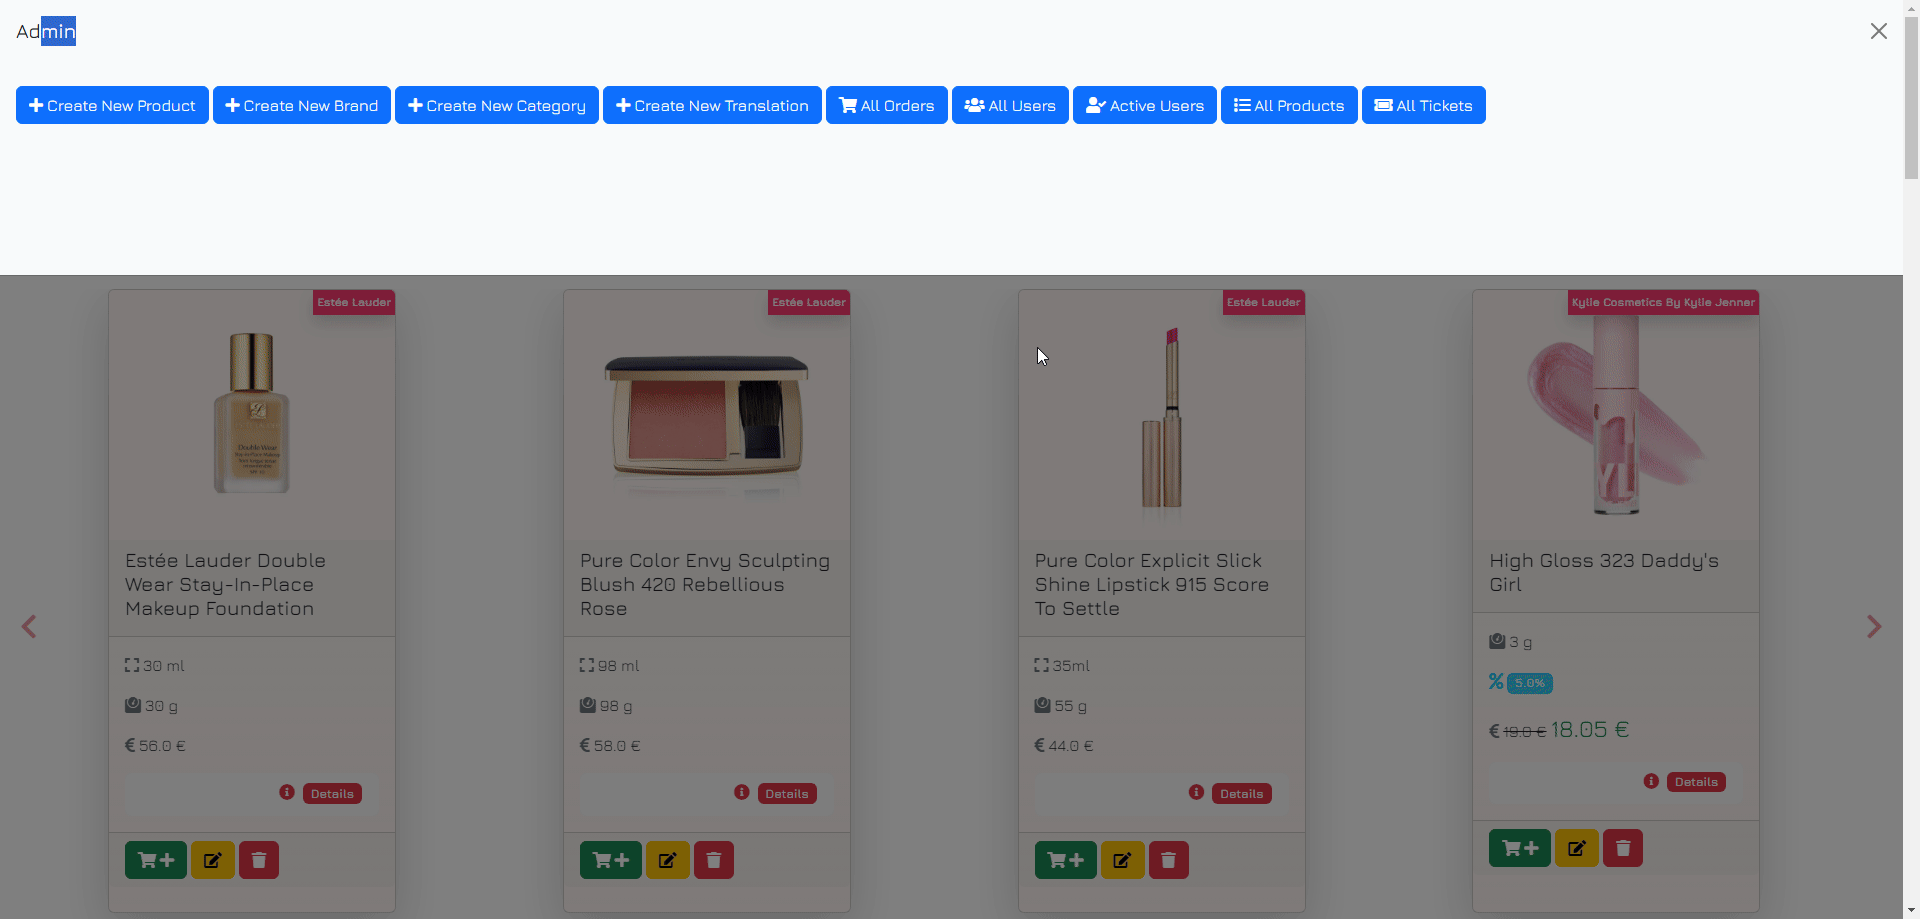 Admin
Create New Product
Create New Brand
Create New Category
Create New Translation
All Orders
All Users
Active Users
All Products
All Tickets
Estée Lauder
Estée Lauder Double
Wear Stay-In-Place
Makeup Foundation
30 ml
30 g
€ 56.0 €
Details
Estée Lauder
Pure Color Envy Sculpting
Blush 420 Rebellious
Rose
98 ml
98 g
€ 58.0 €
Details
Estée Lauder
Pure Color Explicit Slick
Shine Lipstick 915 Score
To Settle
35ml
55 g
€ 44.0 €
Details
Kylie Cosmetics By Kylie Jenner
High Gloss 323 Daddy's
Girl
3 g
% 5.0%
€ 19.0 € 18.05 €
Details